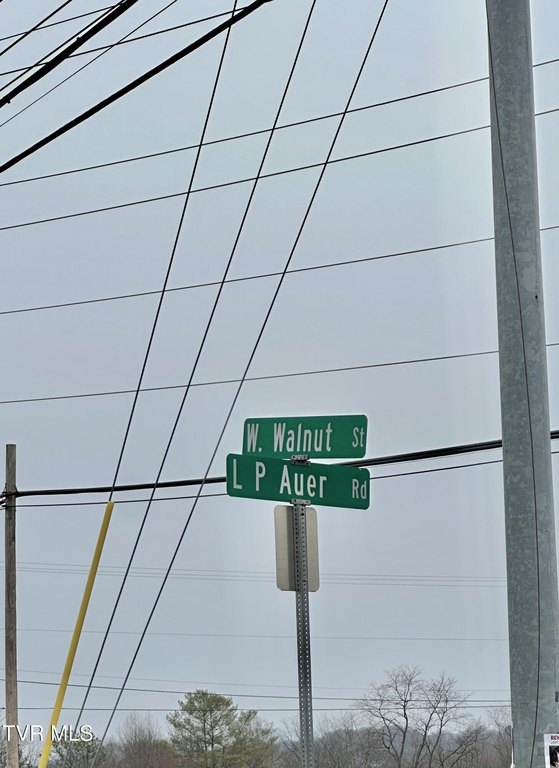 W. Walnut St
L P Auer Rd
TVR MLS